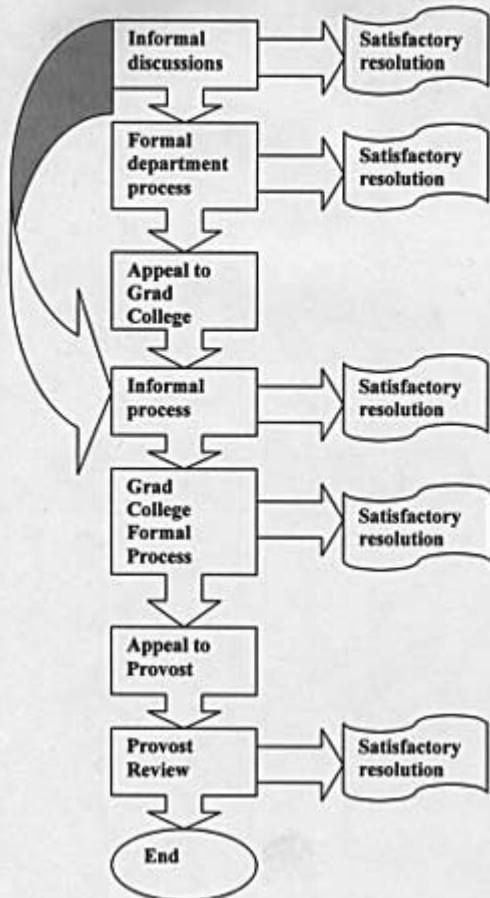 Informal
discussions
Satisfactory
resolution
Formal
department
process
Satisfactory
resolution
Appeal to
Grad
College
Informal
process
Satisfactory
resolution
Grad
College
Formal
Process
Satisfactory
resolution
Appeal to
Provost
Provost
Review
Satisfactory
resolution
End